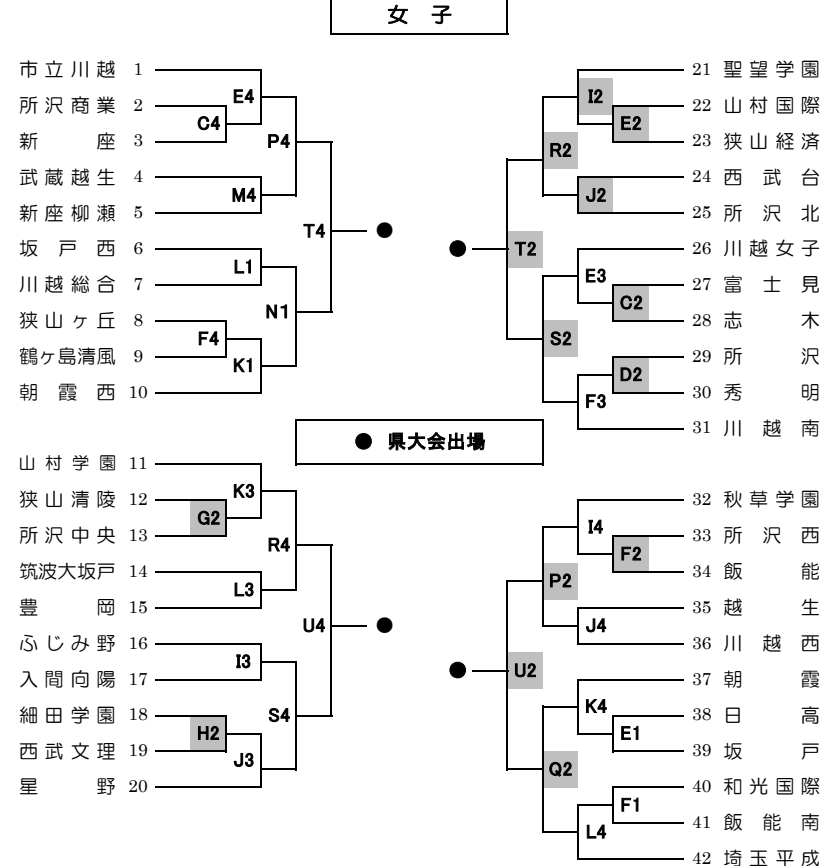 女 子
市立川越 1
所沢商業 2
新座 3
武蔵越生 4
新座柳瀬 5
坂戸西 6
川越総合 7
狭山ヶ丘 8
鶴ヶ島清風 9
朝霞西 10
E4
C4
P4
M4
T4
L1
N1
F4
K1
21 聖望学園
22 山村国際
23 狭山経済
24 西武台
25 所沢北
26 川越女子
27 富士見
28 志木
29 所沢
30 秀明
31 川越南
I2
E2
R2
J2
T2
E3
C2
S2
D2
F3
● 県大会出場
山村学園 11
狭山清陵 12
所沢中央 13
筑波大坂戸 14
豊岡 15
ふじみ野 16
入間向陽 17
細田学園 18
西武文理 19
星野 20
K3
G2
R4
L3
U4
I3
S4
H2
J3
32 秋草学園
33 所沢西
34 飯能
35 越生
36 川越西
37 朝霞
38 日高
39 坂戸
40 和光国際
41 飯能南
42 埼玉平成
I4
F2
P2
J4
U2
K4
E1
Q2
F1
L4